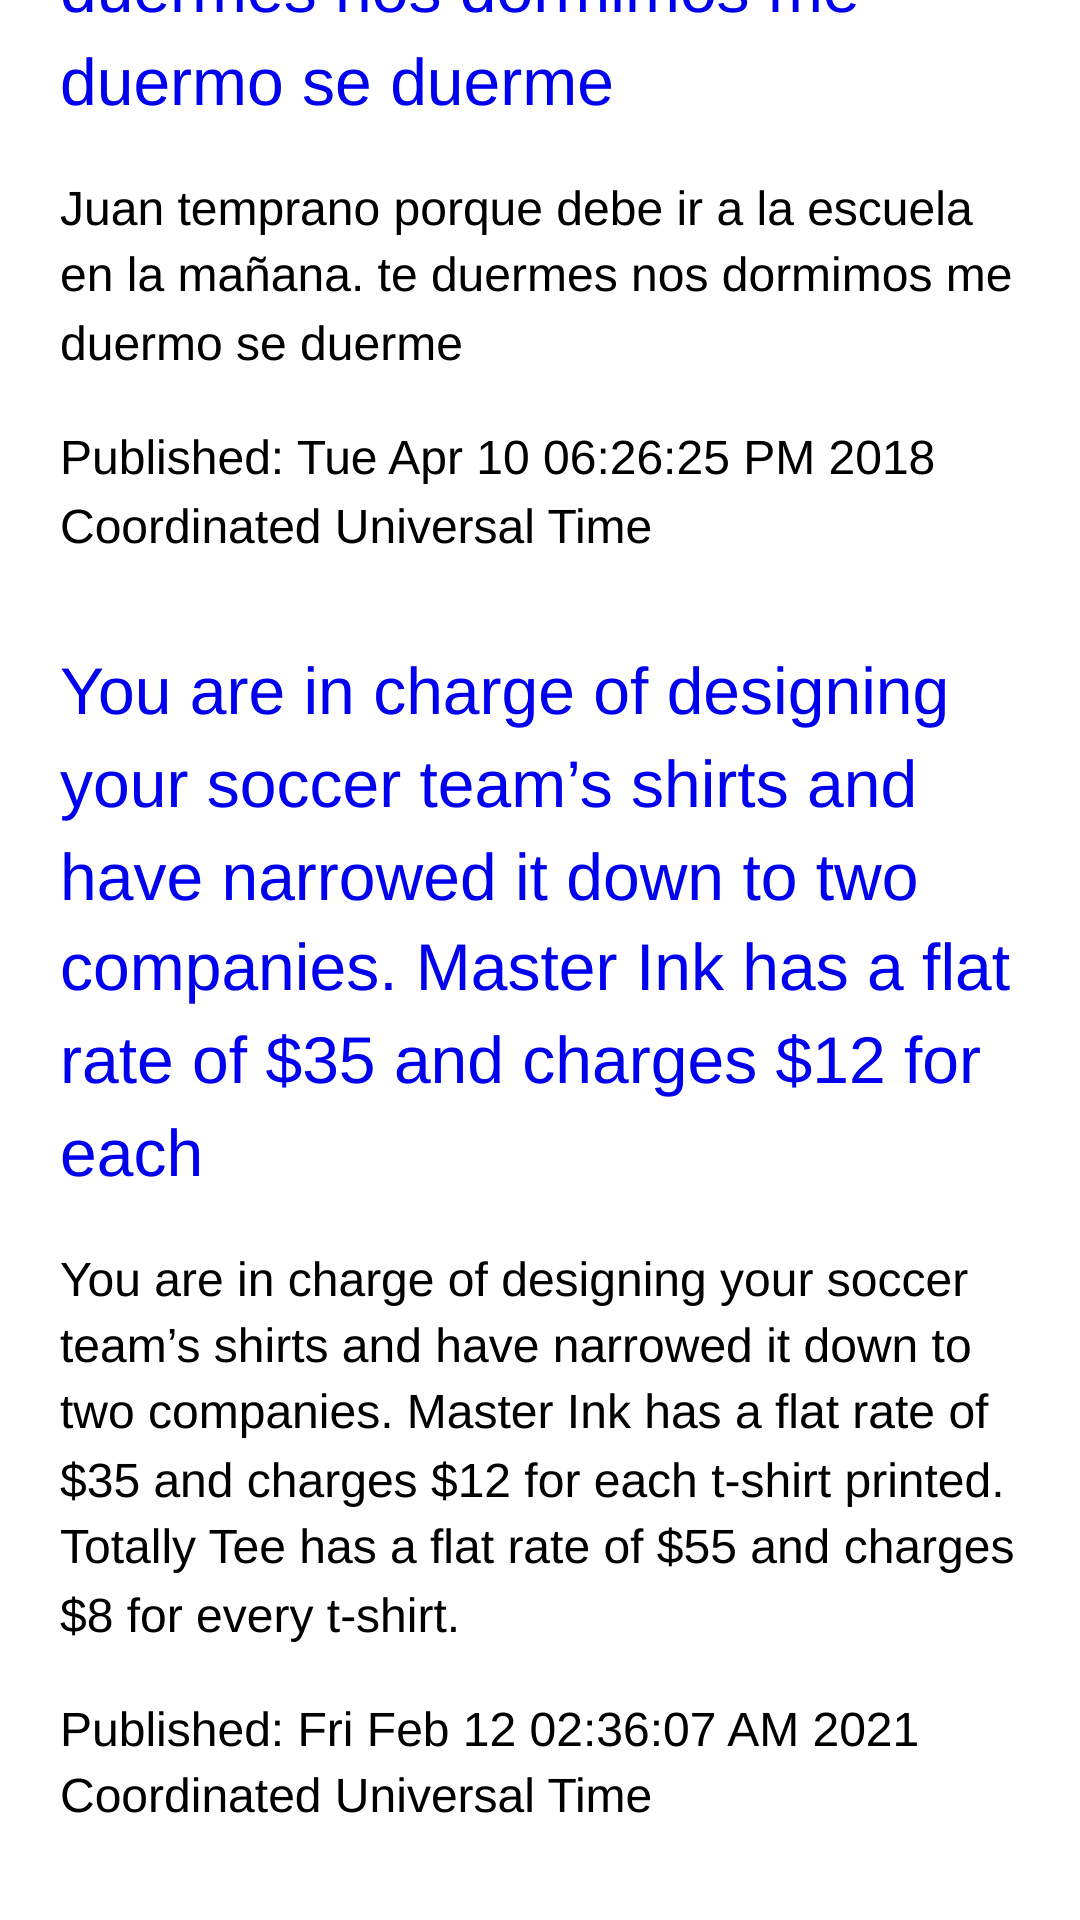 duermes nos dormimos me
duermo se duerme
Juan temprano porque debe ir a la escuela
en la mañana. te duermes nos dormimos me
duermo se duerme
Published: Tue Apr 10 06:26:25 PM 2018
Coordinated Universal Time
You are in charge of designing
your soccer team’s shirts and
have narrowed it down to two
companies. Master Ink has a flat
rate of $35 and charges $12 for
each
You are in charge of designing your soccer
team’s shirts and have narrowed it down to
two companies. Master Ink has a flat rate of
$35 and charges $12 for each t-shirt printed.
Totally Tee has a flat rate of $55 and charges
$8 for every t-shirt.
Published: Fri Feb 12 02:36:07 AM 2021
Coordinated Universal Time